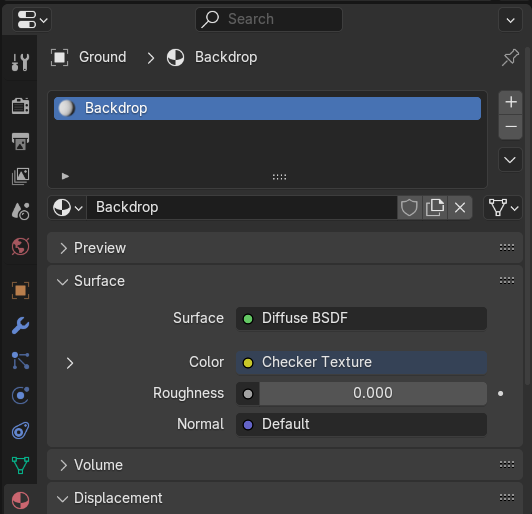 Search
Ground > Backdrop
Backdrop
Backdrop
Preview
Surface
Surface Diffuse BSDF
Color Checker Texture
Roughness 0.000
Normal Default
Volume
Displacement